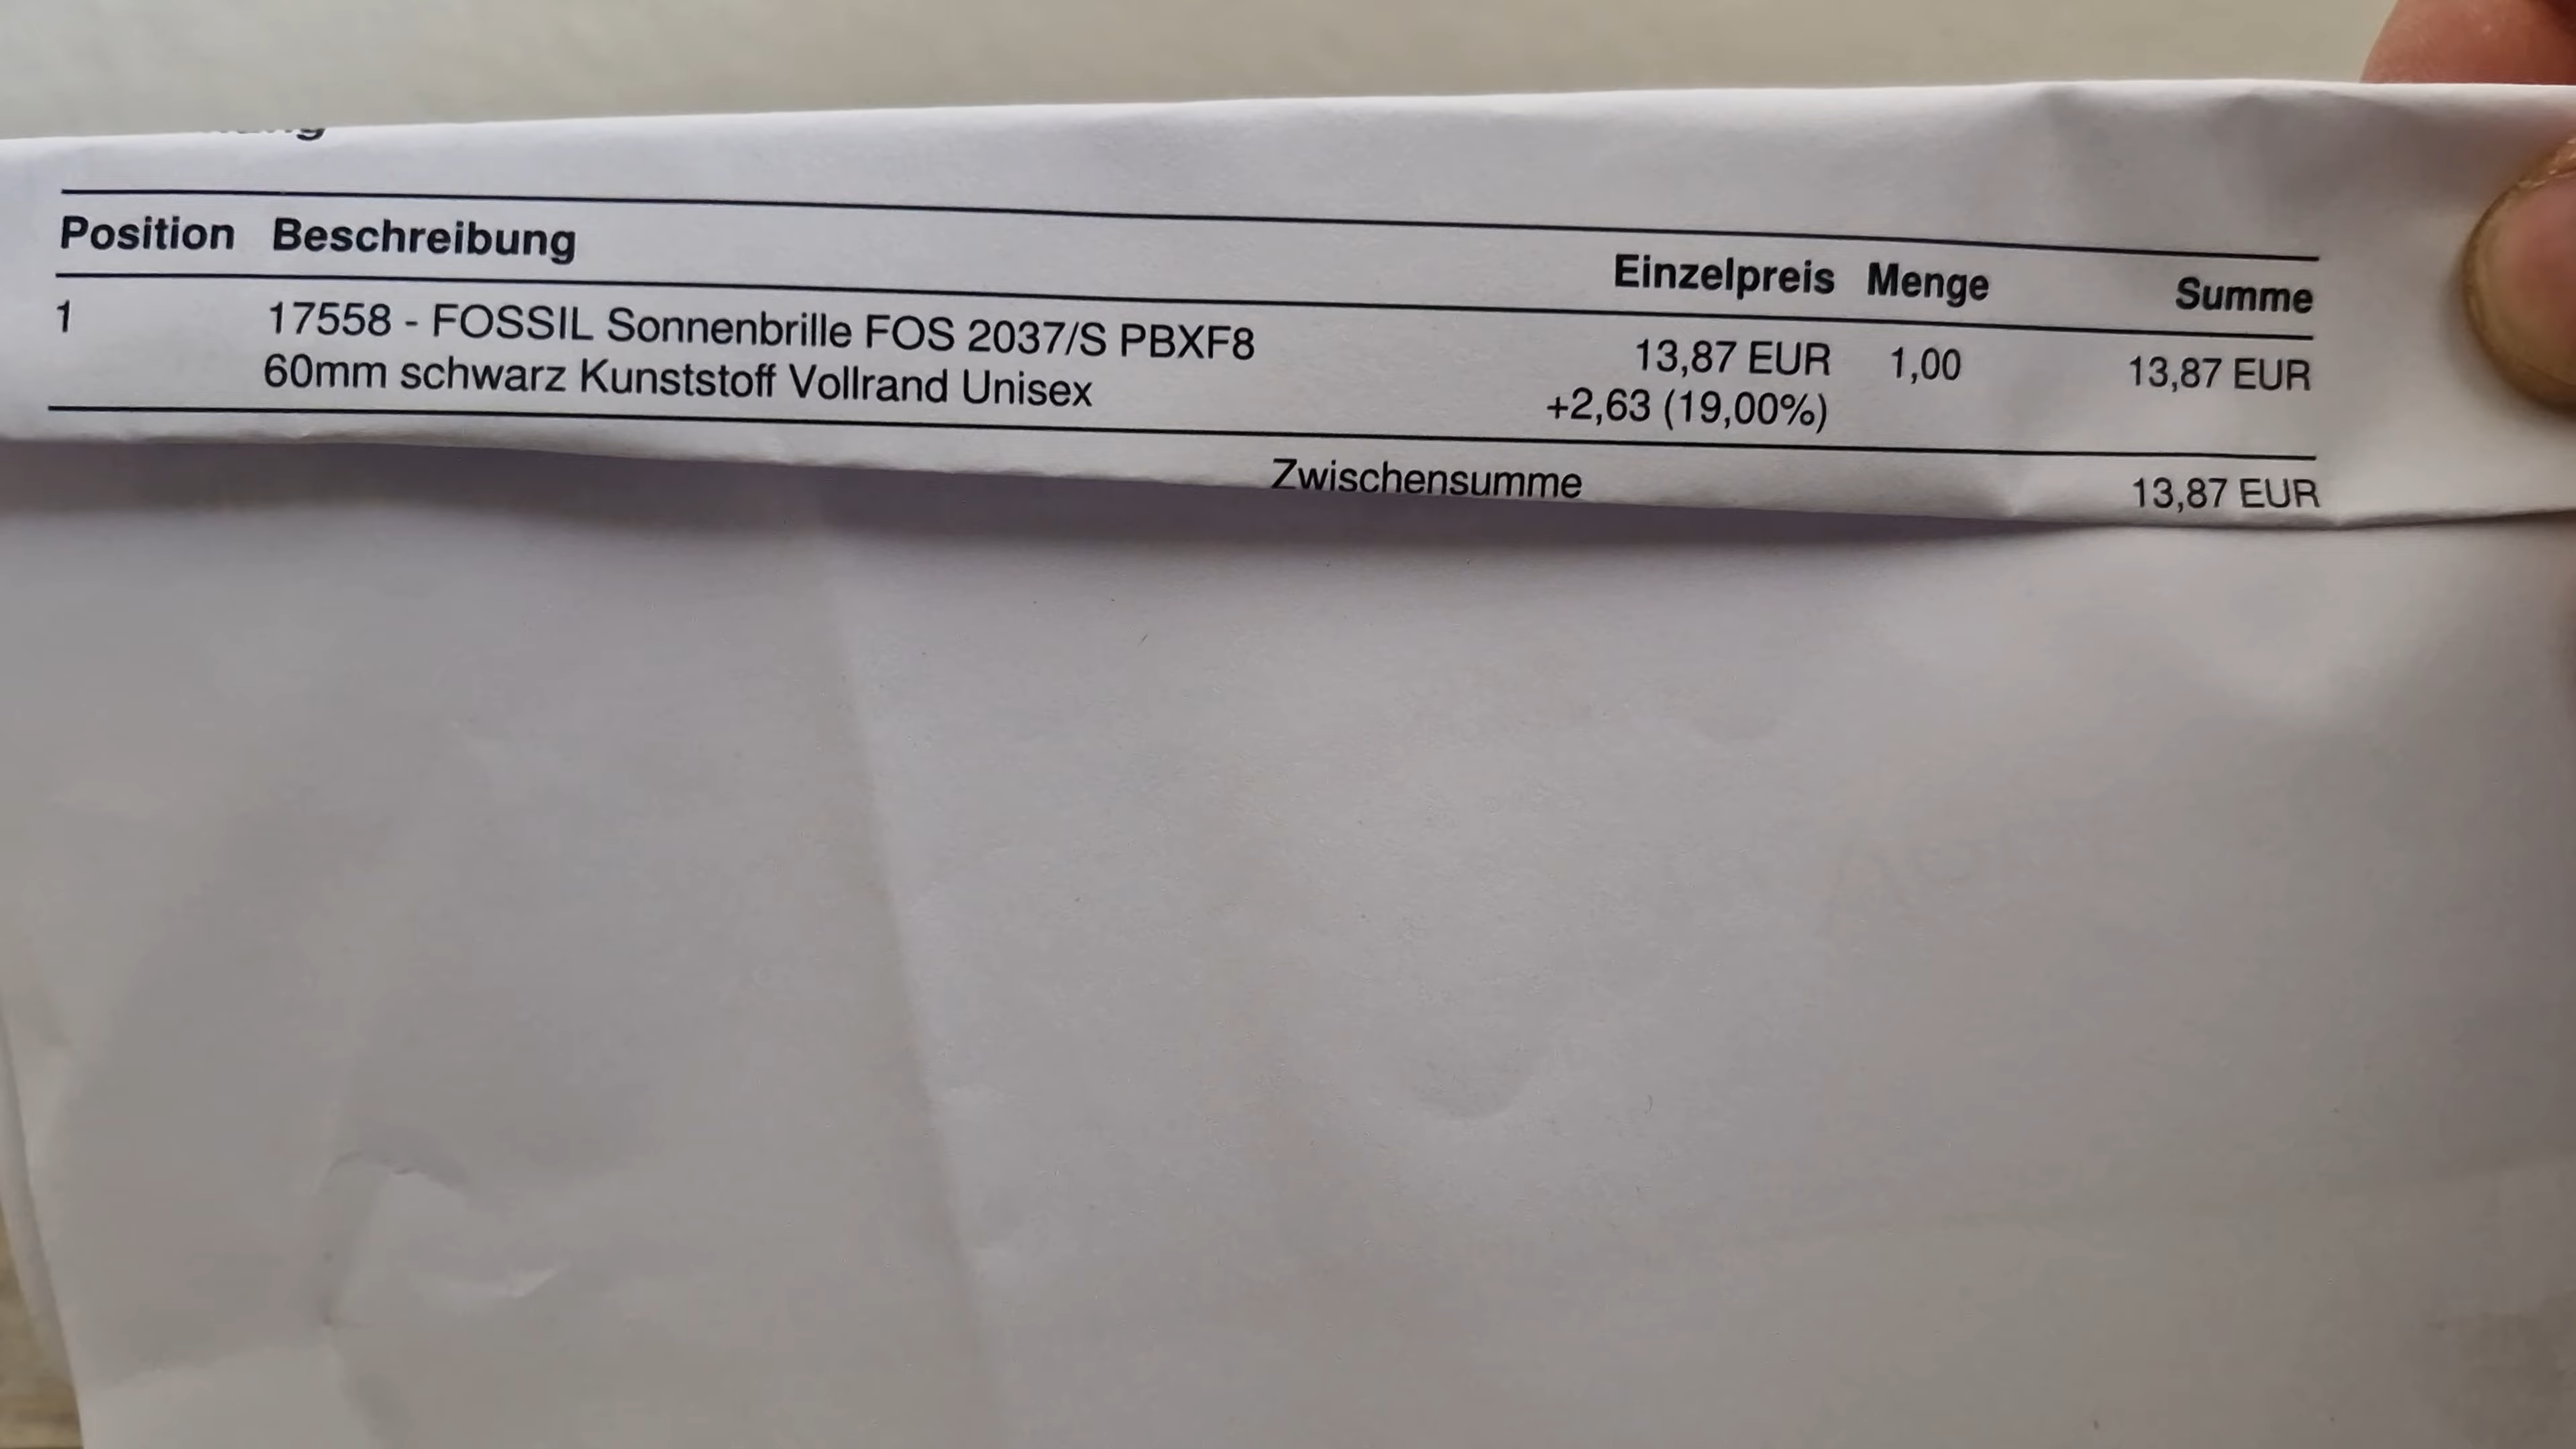 Position Beschreibung Einzelpreis Menge Summe
1 17558 - FOSSIL Sonnenbrille FOS 2037/S PBXF8 13,87 EUR 1,00 13,87 EUR
60mm schwarz Kunststoff Vollrand Unisex +2,63 (19,00%)
Zwischensumme 13,87 EUR